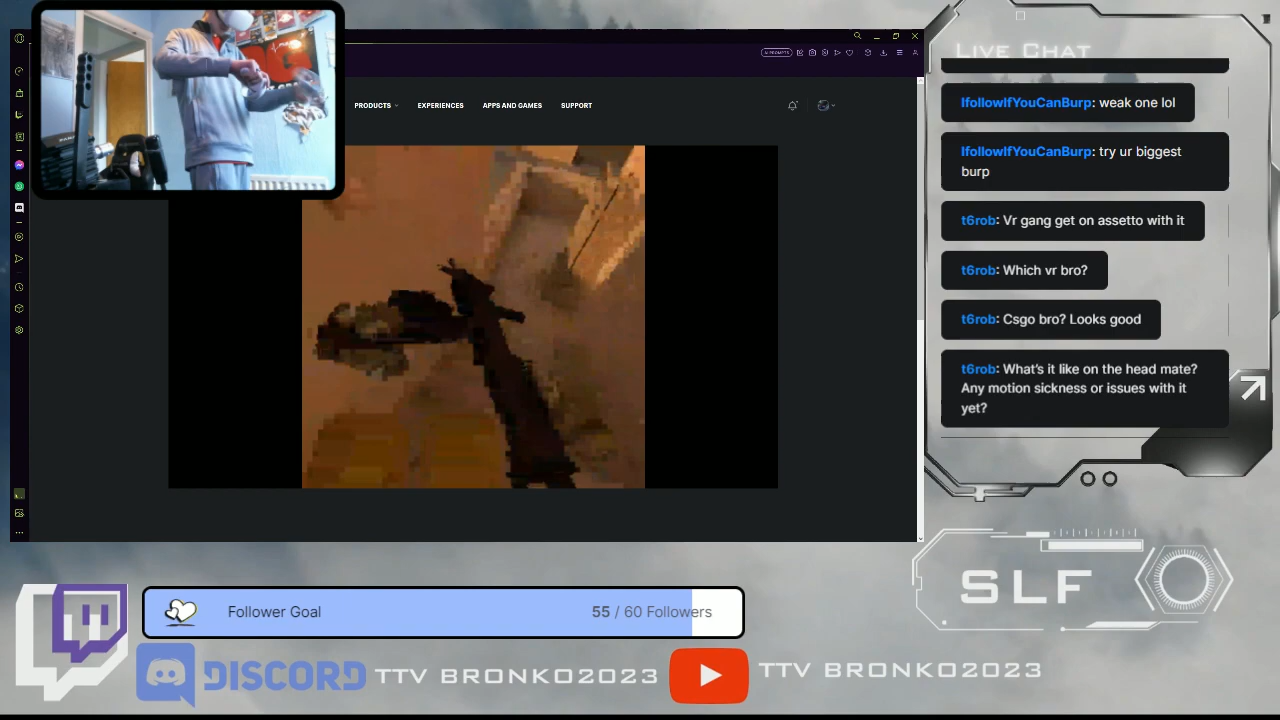 AI PROMPTS
PRODUCTS
EXPERIENCES
APPS AND GAMES
SUPPORT
LIVE CHAT
IfollowIfYouCanBurp: weak one lol
IfollowIfYouCanBurp: try ur biggest
burp
t6rob: Vr gang get on assetto with it
t6rob: Which vr bro?
t6rob: Csgo bro? Looks good
t6rob: What's it like on the head mate?
Any motion sickness or issues with it
yet?
SLF
Follower Goal
55 / 60 Followers
DISCORD
TTV BRONKO2023
TTV BRONKO2023